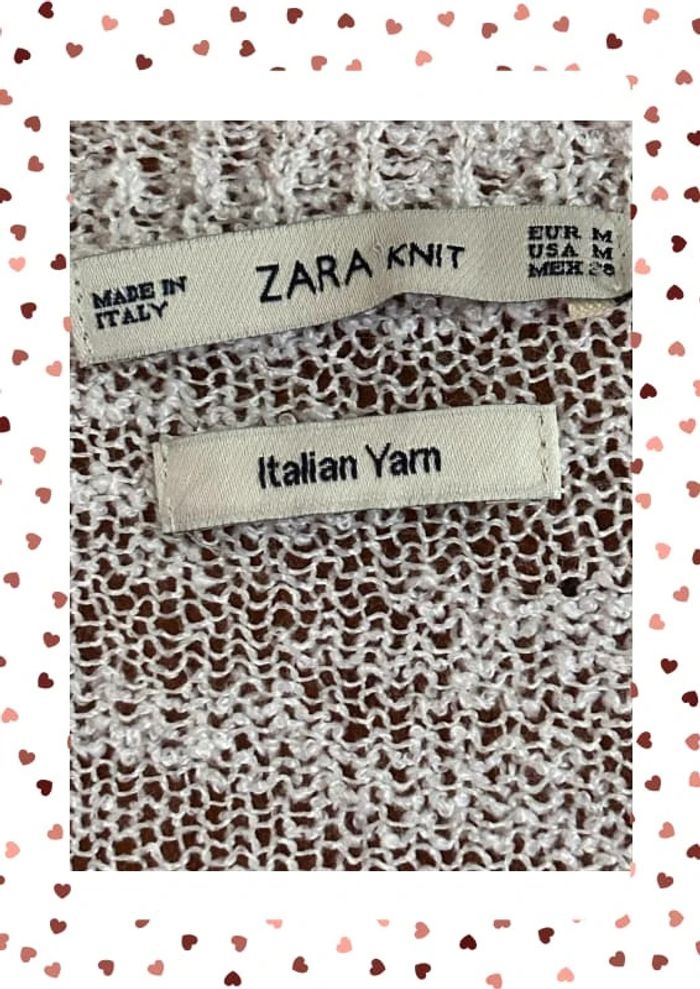 MADE IN
ITALY
ZARA KNIT
EUR M
USA M
MEX 28
Italian Yarn